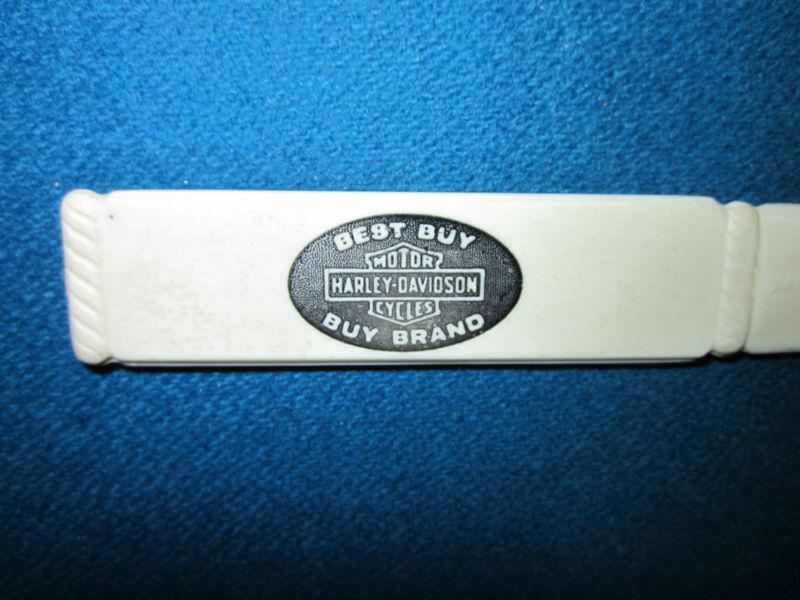 BEST BUY
MOTOR
HARLEY-DAVIDSON
CYCLES
BUY BRAND